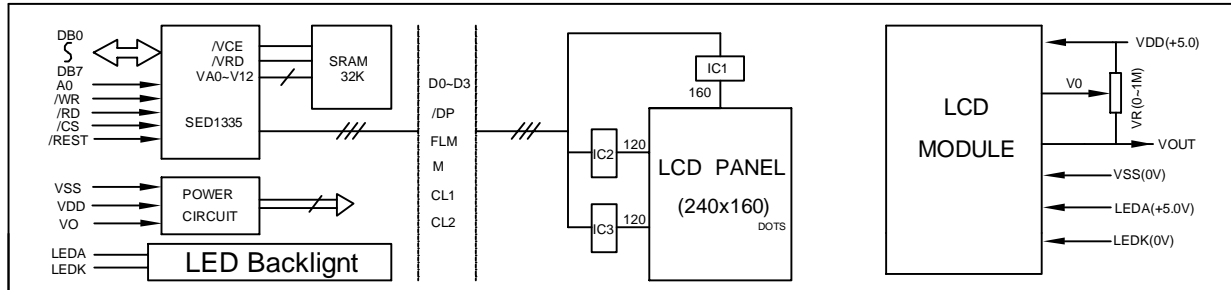 DB0
DB7
A0
/WR
/RD
/CS
/REST
/VCE
/VRD
VA0~V12
SED1335
SRAM
32K
VSS
VDD
VO
POWER
CIRCUIT
LEDA
LEDK
LED Backlignt
D0~D3
/DP
FLM
M
CL1
CL2
IC1
160
IC2
120
IC3
120
LCD PANEL
(240x160)
DOTS
LCD
MODULE
VDD(+5.0)
V0
VR(0~1M)
VOUT
VSS(0V)
LEDA(+5.0V)
LEDK(0V)